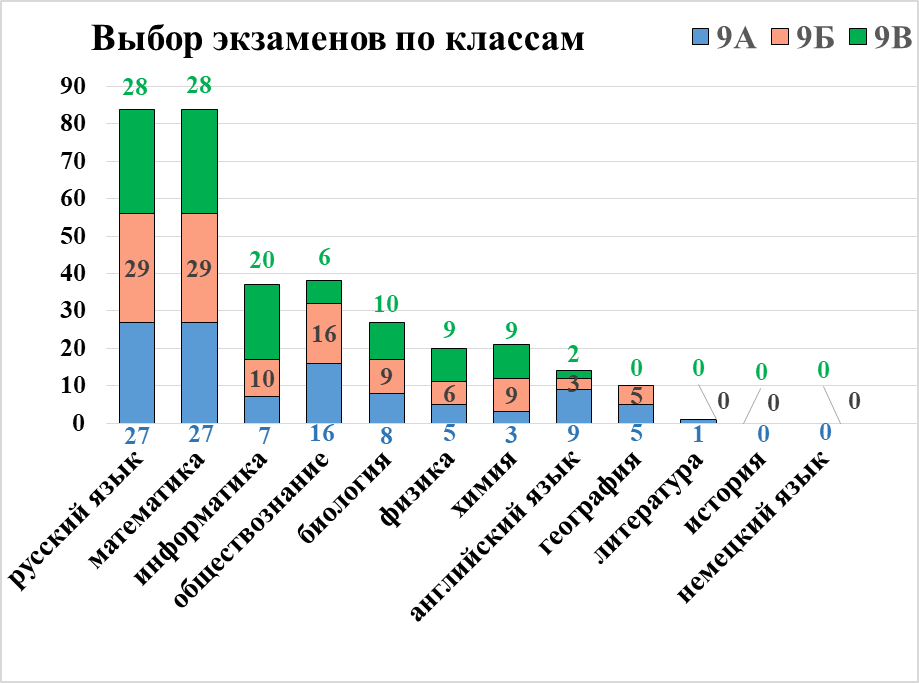 Выбор экзаменов по классам
9А 9Б 9В
90
80
70
60
50
40
30
20
10
0
28 28 20 6 10 9 9 2 0 0 0 0
29 29 10 16 9 6 9 3 5 0 0 0
27 27 7 16 8 5 3 9 5 1 0 0
русский язык
математика
информатика
обществознание
биология
физика
химия
английский язык
география
литература
история
немецкий язык